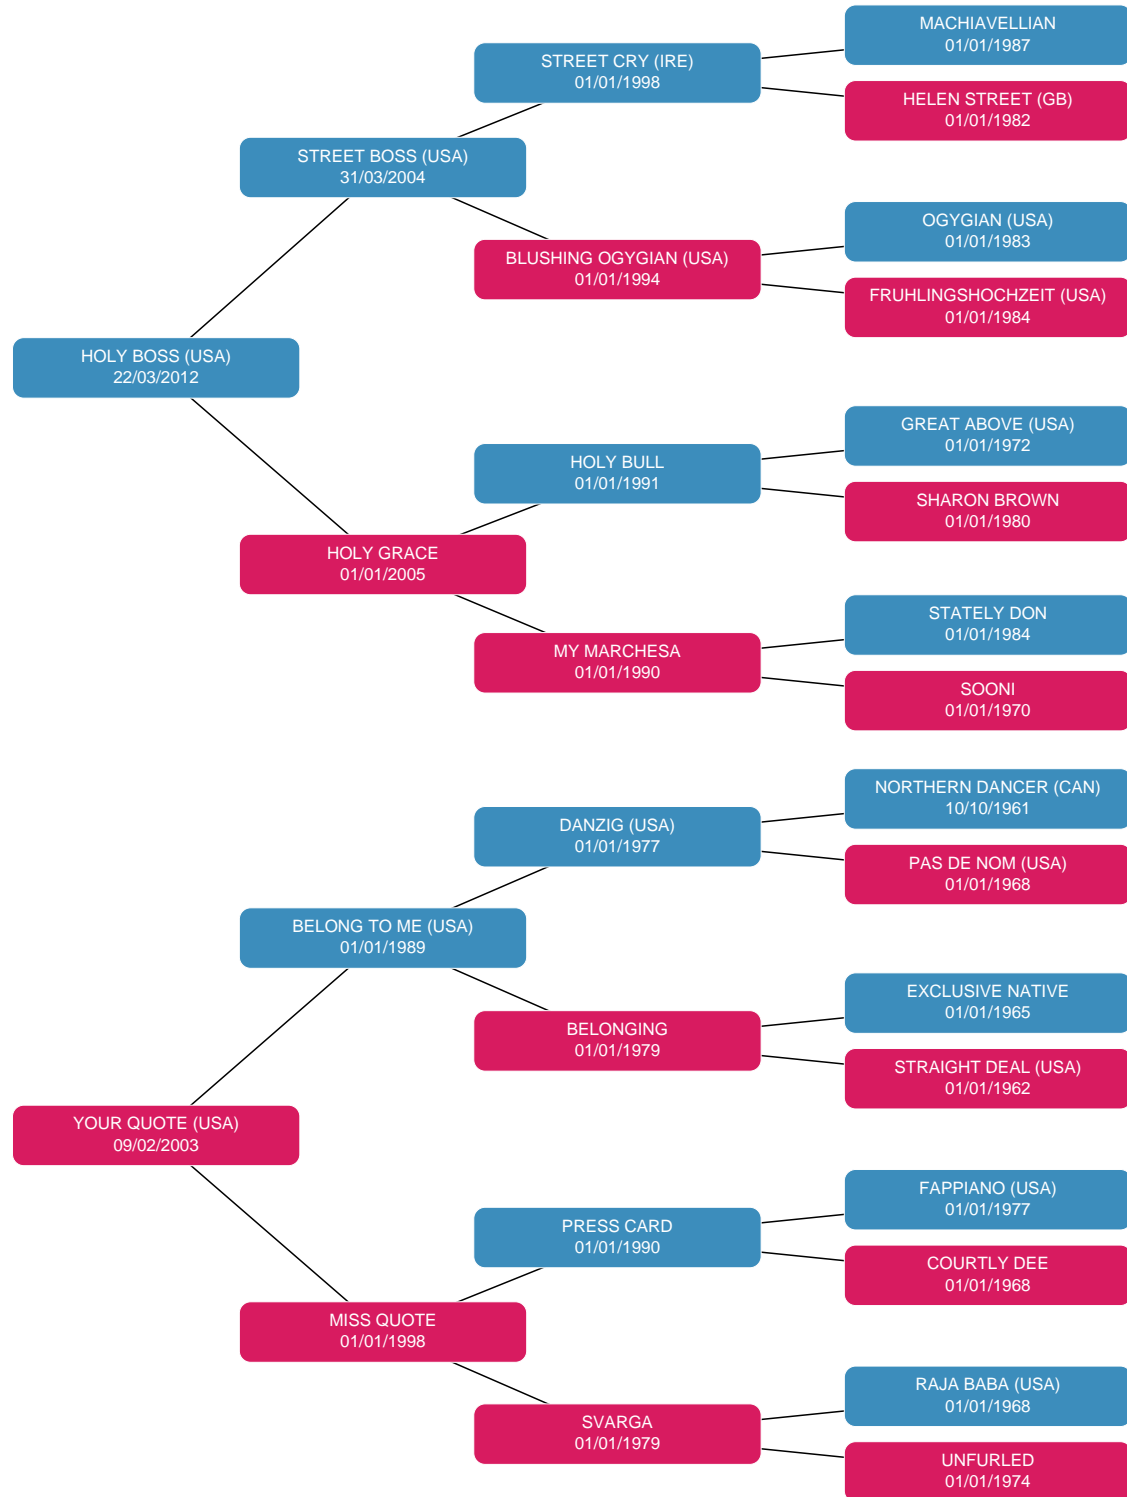 MACHIAVELLIAN
01/01/1987
STREET CRY (IRE)
01/01/1998
HELEN STREET (GB)
01/01/1982
STREET BOSS (USA)
31/03/2004
OGYGIAN (USA)
01/01/1983
BLUSHING OGYGIAN (USA)
01/01/1994
FRUHLINGSHOCHZEIT (USA)
01/01/1984
HOLY BOSS (USA)
22/03/2012
GREAT ABOVE (USA)
01/01/1972
HOLY BULL
01/01/1991
SHARON BROWN
01/01/1980
HOLY GRACE
01/01/2005
STATELY DON
01/01/1984
MY MARCHESA
01/01/1990
SOONI
01/01/1970
NORTHERN DANCER (CAN)
10/10/1961
DANZIG (USA)
01/01/1977
PAS DE NOM (USA)
01/01/1968
BELONG TO ME (USA)
01/01/1989
EXCLUSIVE NATIVE
01/01/1965
BELONGING
01/01/1979
STRAIGHT DEAL (USA)
01/01/1962
YOUR QUOTE (USA)
09/02/2003
FAPPIANO (USA)
01/01/1977
PRESS CARD
01/01/1990
COURTLY DEE
01/01/1968
MISS QUOTE
01/01/1998
RAJA BABA (USA)
01/01/1968
SVARGA
01/01/1979
UNFURLED
01/01/1974